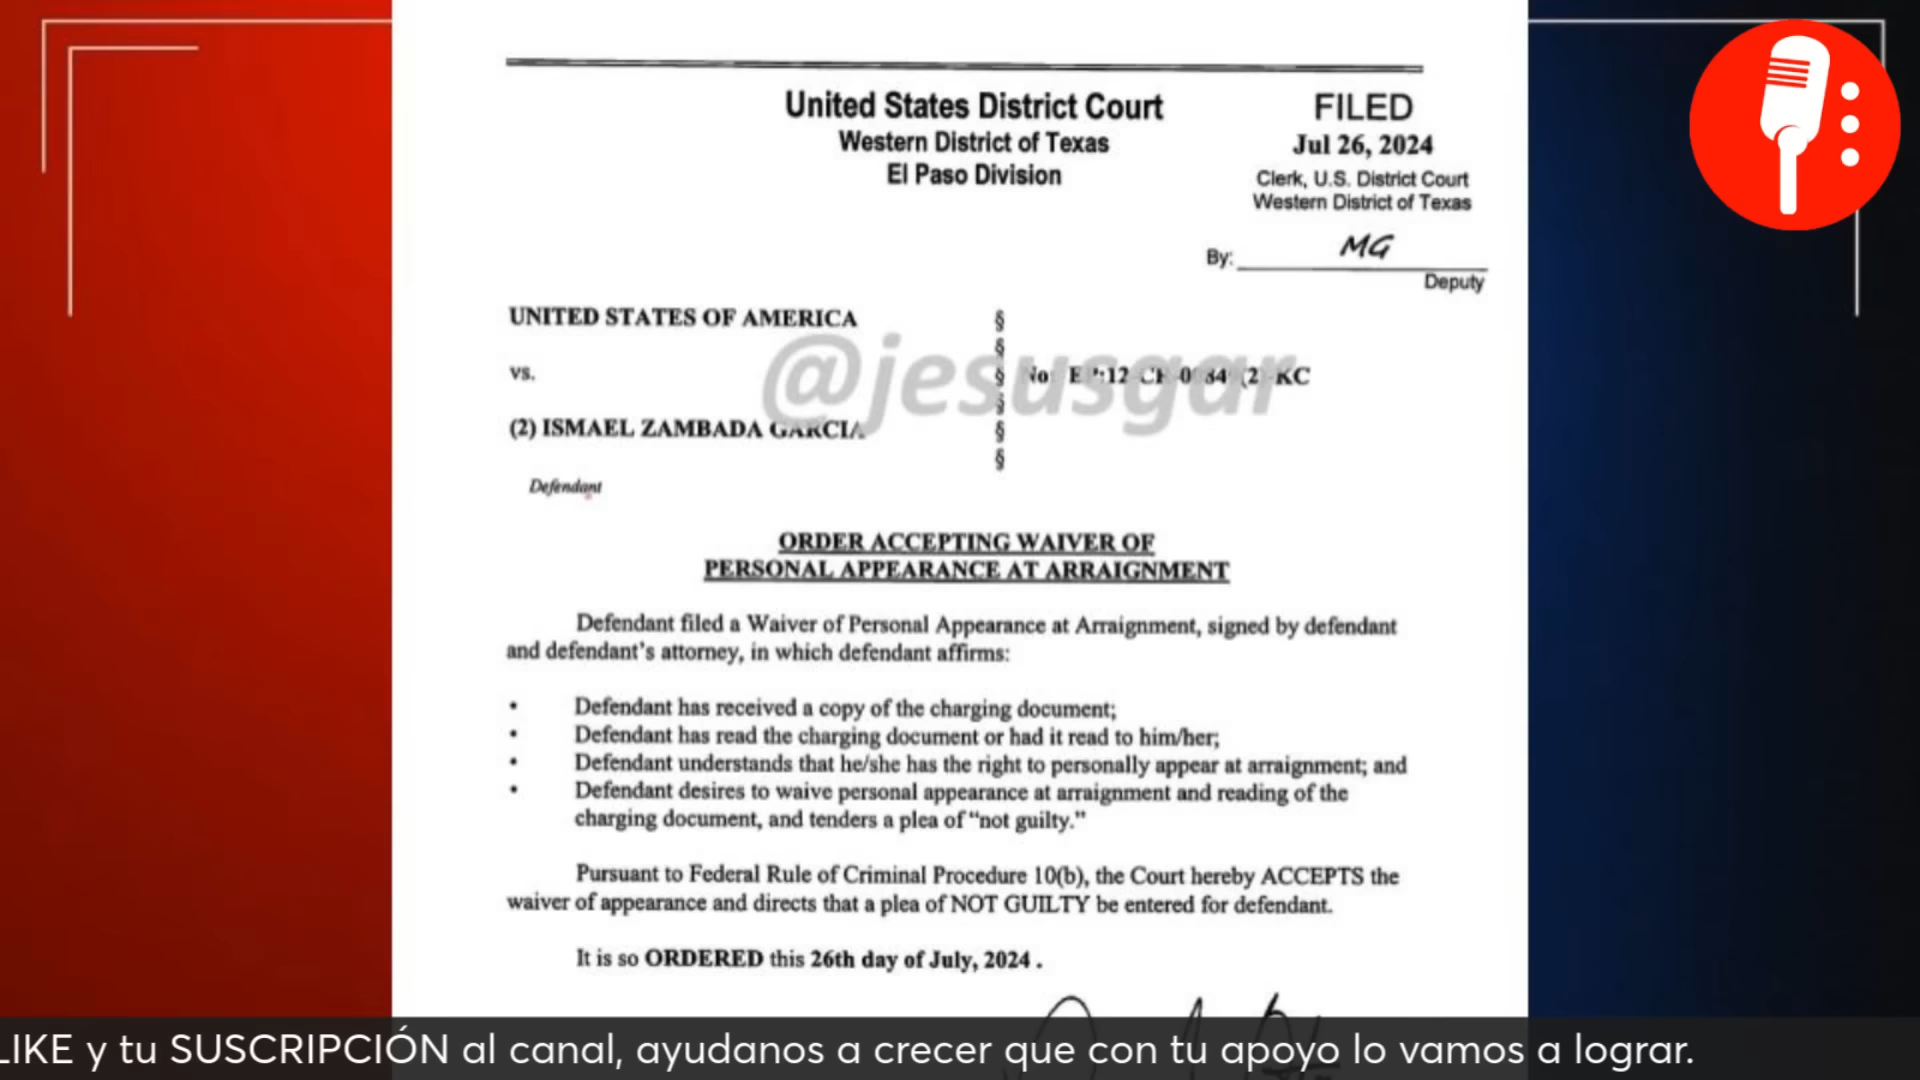 United States District Court
Western District of Texas
El Paso Division
FILED
Jul 26, 2024
Clerk, U.S. District Court
Western District of Texas
By: MG
Deputy
UNITED STATES OF AMERICA
vs.
(2) ISMAEL ZAMBADA GARCIA
Defendant
§
§
§ No: KC
§
§
§
@jesusgar
ORDER ACCEPTING WAIVER OF
PERSONAL APPEARANCE AT ARRAIGNMENT
Defendant filed a Waiver of Personal Appearance at Arraignment, signed by defendant
and defendant's attorney, in which defendant affirms:
• Defendant has received a copy of the charging document;
• Defendant has read the charging document or had it read to him/her;
• Defendant understands that he/she has the right to personally appear at arraignment; and
• Defendant desires to waive personal appearance at arraignment and reading of the
charging document, and tenders a plea of "not guilty."
Pursuant to Federal Rule of Criminal Procedure 10(b), the Court hereby ACCEPTS the
waiver of appearance and directs that a plea of NOT GUILTY be entered for defendant.
It is so ORDERED this 26th day of July, 2024 .
LIKE y tu SUSCRIPCIÓN al canal, ayudanos a crecer que con tu apoyo lo vamos a lograr.